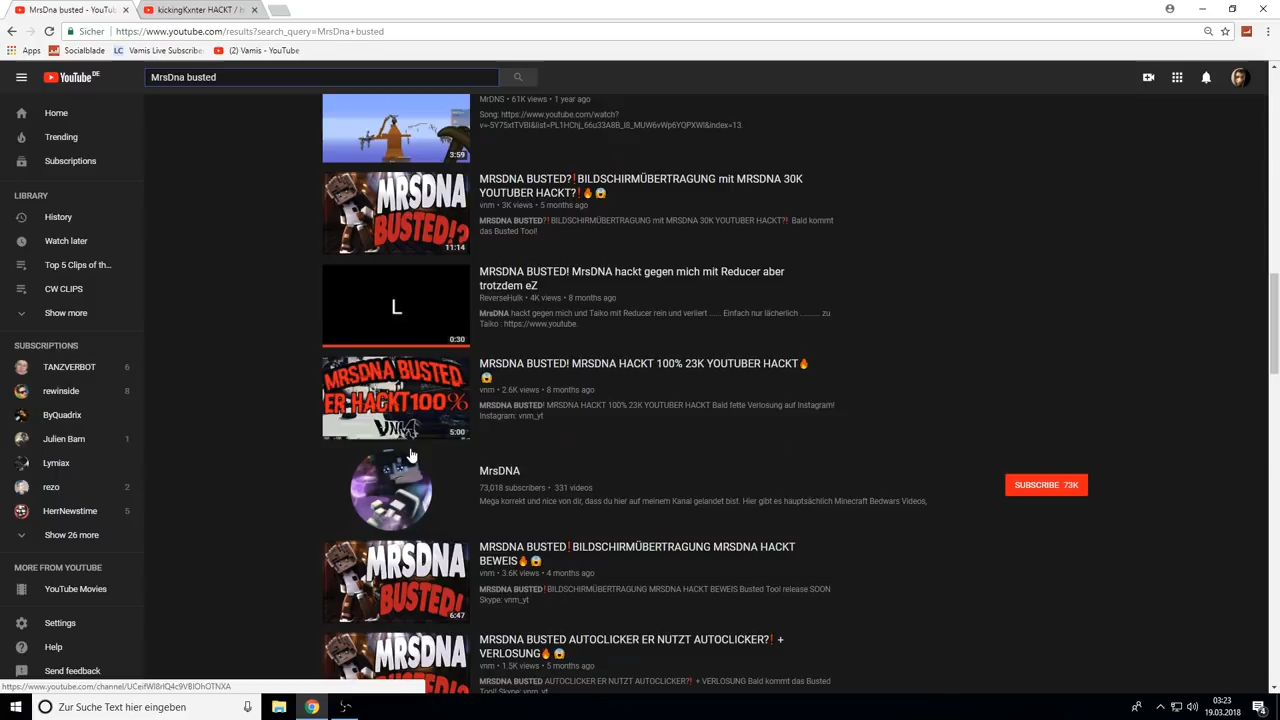 MrsDna busted - YouTub
kickingKxnter HACKT / h
Sicher
https://www.youtube.com/results?search_query=MrsDna+busted
Apps
Socialblade
Vamis Live Subscribe
(2) Vamis - YouTube
YouTube DE
MrsDna busted
Home
Trending
Subscriptions
LIBRARY
History
Watch later
Top 5 Clips of th...
CW CLIPS
Show more
SUBSCRIPTIONS
TANZVERBOT 6
rewinside 8
ByQuadrix
Julien Bam 1
Lymiax
rezo 2
HerrNewstime 5
Show 26 more
MORE FROM YOUTUBE
YouTube Movies
Settings
Help
Send feedback
MrDNS • 61K views • 1 year ago
Song: https://www.youtube.com/watch?
3:59
MRSDNA BUSTED?❗BILDSCHIRMÜBERTRAGUNG mit MRSDNA 30K
YOUTUBER HACKT?❗🔥😱
vnm • 3K views • 5 months ago
MRSDNA BUSTED?❗BILDSCHIRMÜBERTRAGUNG mit MRSDNA 30K YOUTUBER HACKT?❗ Bald kommt
das Busted Tool!
MRSDNA
BUSTED!?
11:14
MRSDNA BUSTED! MrsDNA hackt gegen mich mit Reducer aber
trotzdem eZ
ReverseHulk • 4K views • 8 months ago
MrsDNA hackt gegen mich und Taiko mit Reducer rein und verliert ...... Einfach nur lächerlich .......... zu
Taiko : https://www.youtube.
L
0:30
MRSDNA BUSTED! MRSDNA HACKT 100% 23K YOUTUBER HACKT🔥
😱
vnm • 2.6K views • 8 months ago
MRSDNA BUSTED! MRSDNA HACKT 100% 23K YOUTUBER HACKT Bald fette Verlosung auf Instagram!
Instagram: vnm_yt
MRSDNA BUSTED
ER HACKT 100%
VNM
5:00
MrsDNA
73,018 subscribers • 331 videos
Mega korrekt und nice von dir, dass du hier auf meinem Kanal gelandet bist. Hier gibt es hauptsächlich Minecraft Bedwars Videos,
SUBSCRIBE 73K
MRSDNA BUSTED❗BILDSCHIRMÜBERTRAGUNG MRSDNA HACKT
BEWEIS🔥😱
vnm • 3.6K views • 4 months ago
MRSDNA BUSTED❗BILDSCHIRMÜBERTRAGUNG MRSDNA HACKT BEWEIS Busted Tool release SOON
Skype: vnm_yt
MRSDNA
BUSTED!
6:47
MRSDNA BUSTED AUTOCLICKER ER NUTZT AUTOCLICKER?❗ +
VERLOSUNG🔥😱
vnm • 1.5K views • 5 months ago
MRSDNA BUSTED AUTOCLICKER ER NUTZT AUTOCLICKER?❗ + VERLOSUNG Bald kommt das Busted
Tool! Skype: vnm_yt
MRSDNA
Zur Suche Text hier eingeben
03:23
19.03.2018
4